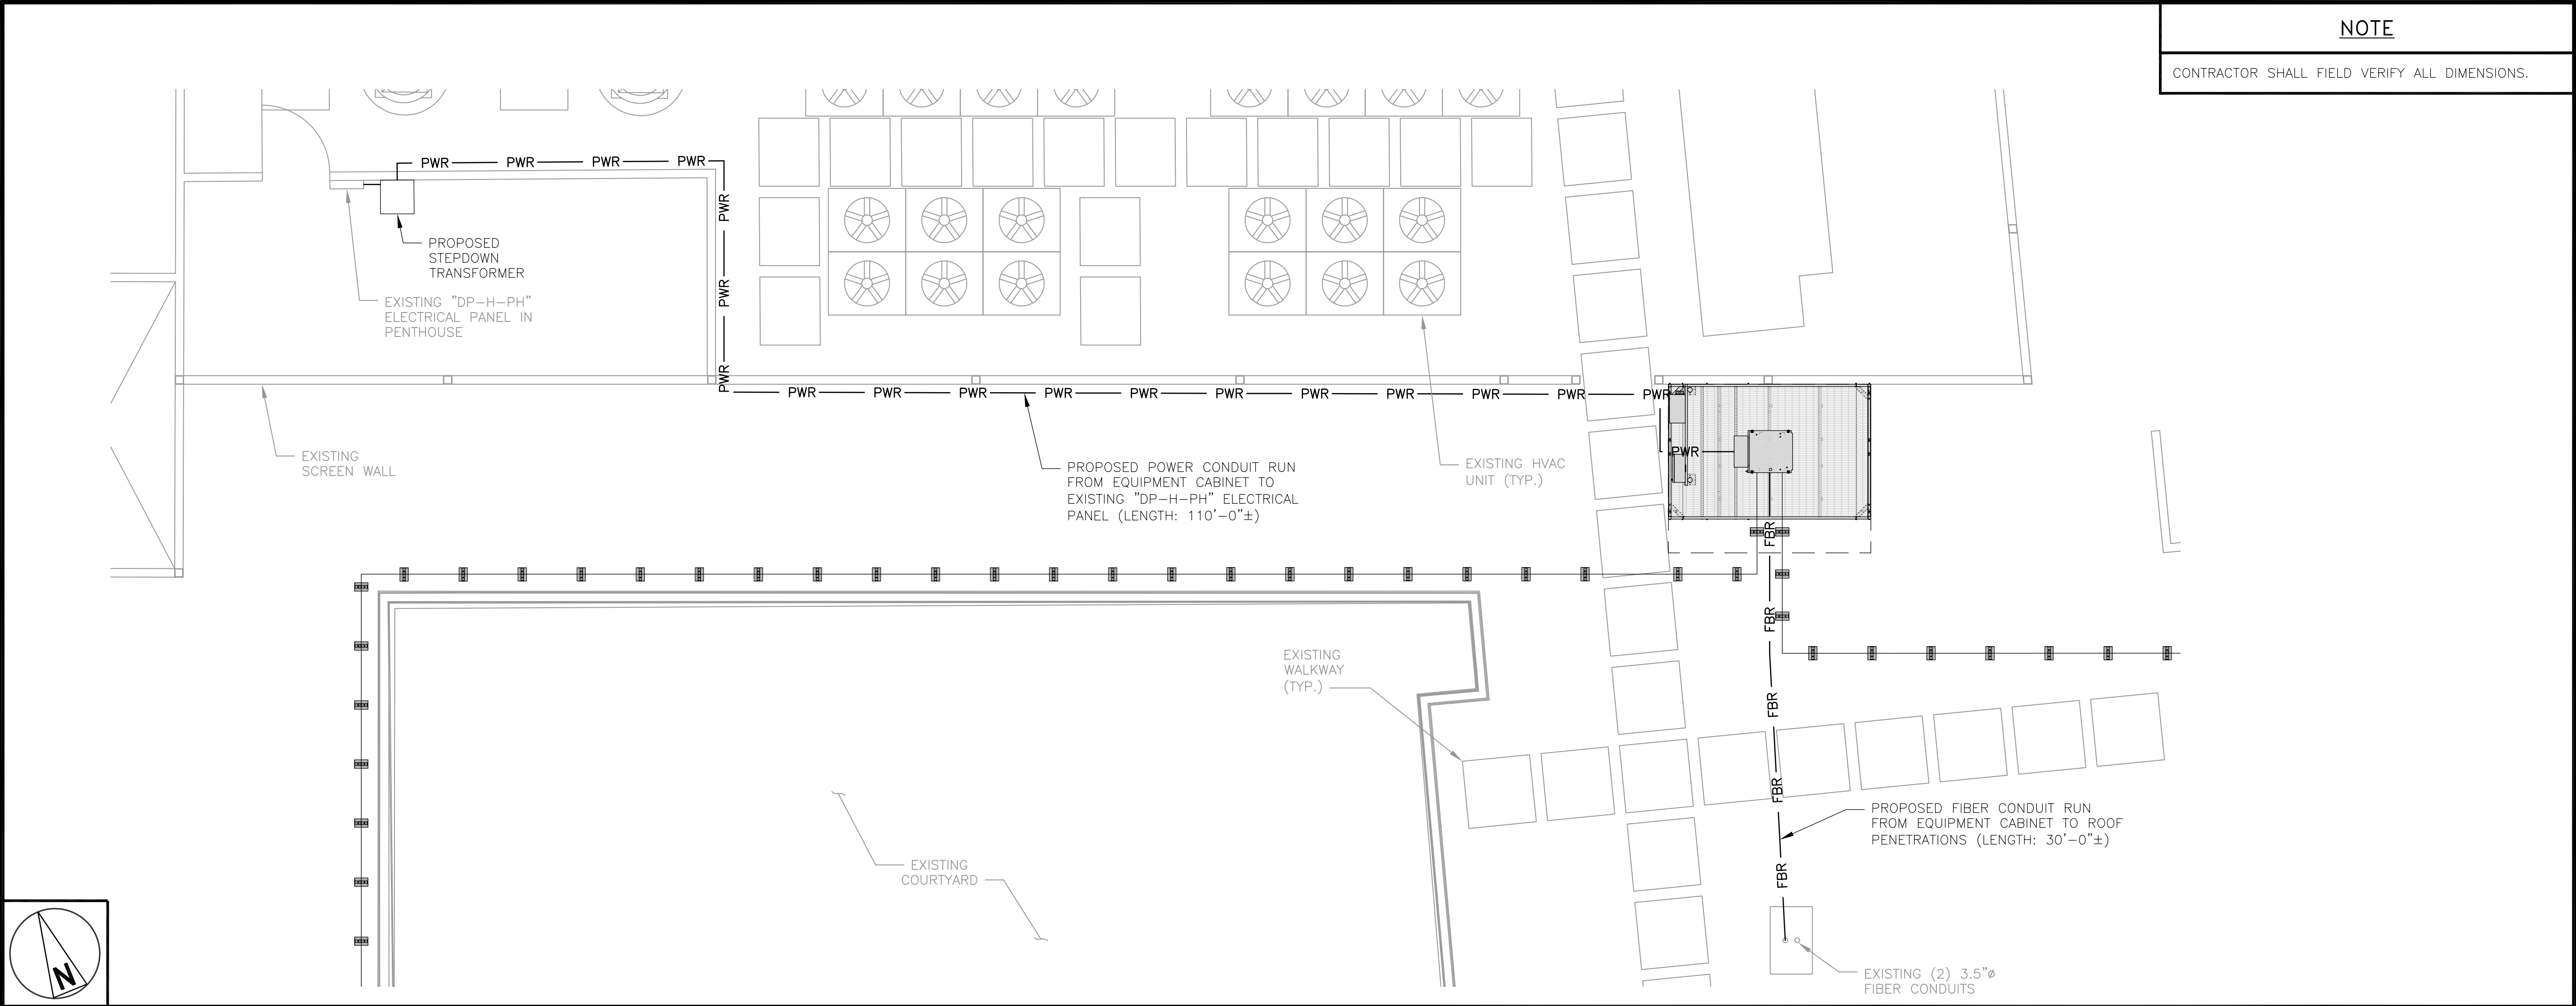 NOTE
CONTRACTOR SHALL FIELD VERIFY ALL DIMENSIONS.
PWR PWR PWR PWR
PWR
PWR
PWR
PROPOSED
STEPDOWN
TRANSFORMER
EXISTING "DP-H-PH"
ELECTRICAL PANEL IN
PENTHOUSE
PWR PWR PWR PWR PWR PWR PWR PWR PWR PWR PWR
PWR
EXISTING
SCREEN WALL
PROPOSED POWER CONDUIT RUN
FROM EQUIPMENT CABINET TO
EXISTING "DP-H-PH" ELECTRICAL
PANEL (LENGTH: 110'-0"±)
EXISTING HVAC
UNIT (TYP.)
FBR
FBR
FBR
FBR
FBR
EXISTING
WALKWAY
(TYP.)
PROPOSED FIBER CONDUIT RUN
FROM EQUIPMENT CABINET TO ROOF
PENETRATIONS (LENGTH: 30'-0"±)
EXISTING
COURTYARD
EXISTING (2) 3.5"ø
FIBER CONDUITS
N